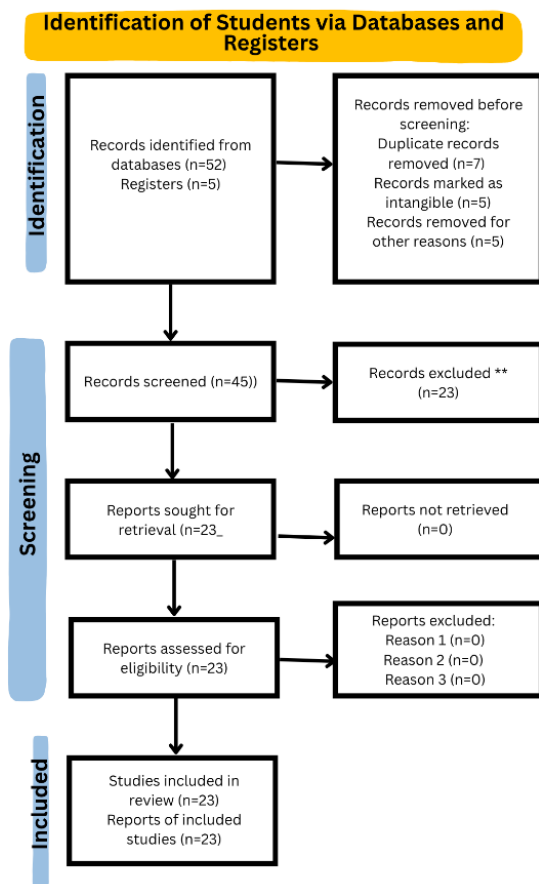 Identification of Students via Databases and
Registers
Identification
Records identified from
databases (n=52)
Registers (n=5)
Records removed before
screening:
Duplicate records
removed (n=7)
Records marked as
intangible (n=5)
Records removed for
other reasons (n=5)
Screening
Records screened (n=45))
Records excluded **
(n=23)
Reports sought for
retrieval (n=23_
Reports not retrieved
(n=0)
Reports assessed for
eligibility (n=23)
Reports excluded:
Reason 1 (n=0)
Reason 2 (n=0)
Reason 3 (n=0)
Included
Studies included in
review (n=23)
Reports of included
studies (n=23)